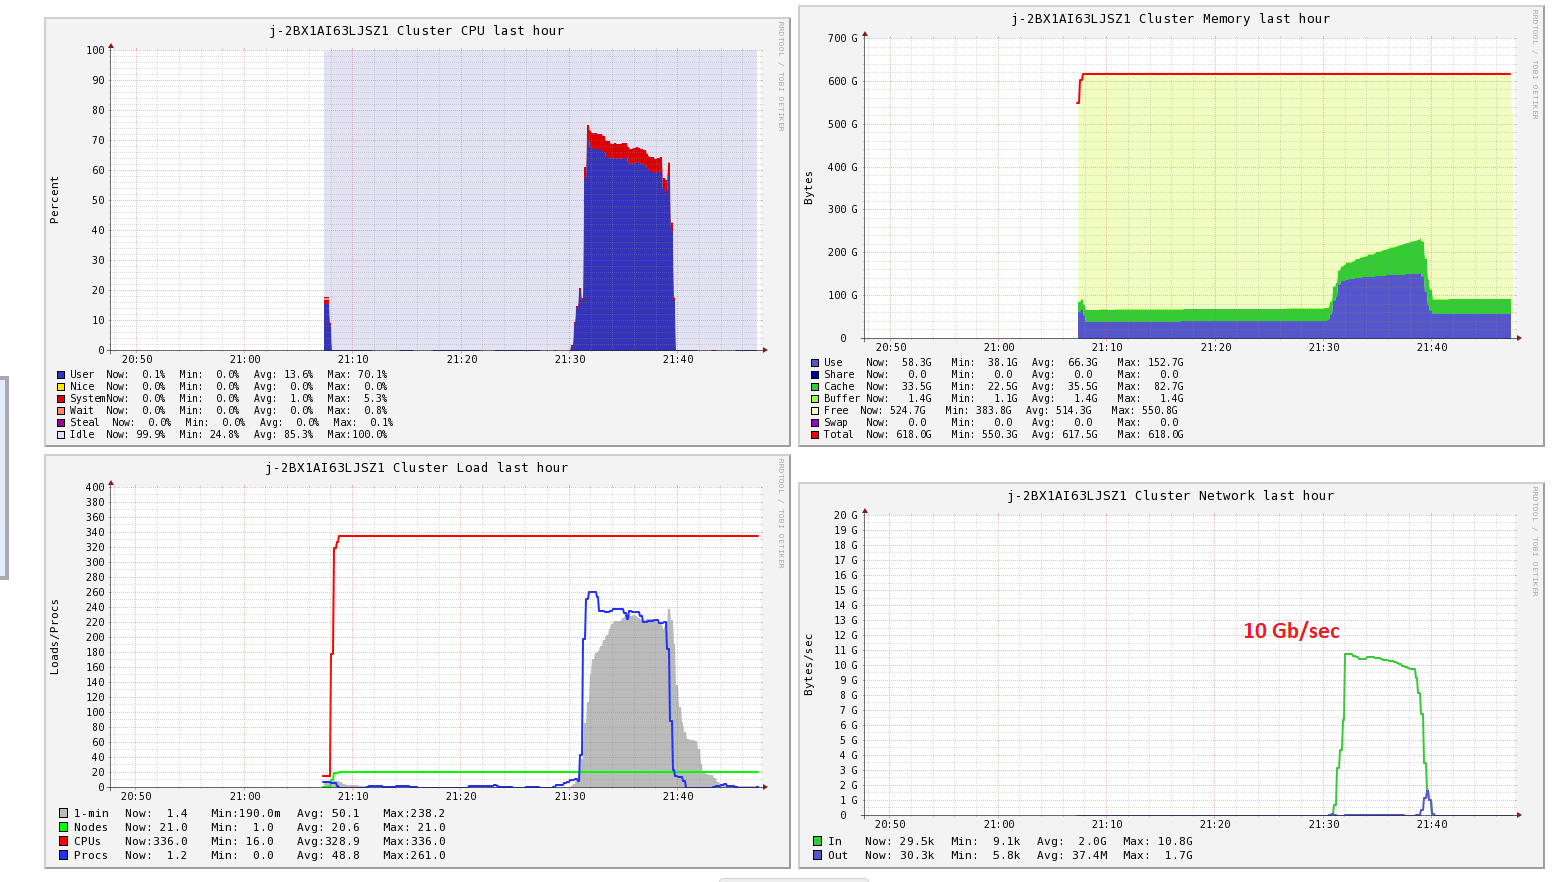 j-2BX1AI63LJSZ1 Cluster CPU last hour
RRDTOOL / TOBI OETIKER
Percent
100
90
80
70
60
50
40
30
20
10
0
20:50 21:00 21:10 21:20 21:30 21:40
User Now: 0.1% Min: 0.0% Avg: 13.6% Max: 70.1%
Nice Now: 0.0% Min: 0.0% Avg: 0.0% Max: 0.0%
System Now: 0.0% Min: 0.0% Avg: 1.0% Max: 5.3%
Wait Now: 0.0% Min: 0.0% Avg: 0.0% Max: 0.8%
Steal Now: 0.0% Min: 0.0% Avg: 0.0% Max: 0.1%
Idle Now: 99.9% Min: 24.8% Avg: 85.3% Max:100.0%
j-2BX1AI63LJSZ1 Cluster Memory last hour
RRDTOOL / TOBI OETIKER
Bytes
700 G
600 G
500 G
400 G
300 G
200 G
100 G
0
20:50 21:00 21:10 21:20 21:30 21:40
Use Now: 58.3G Min: 38.1G Avg: 66.3G Max: 152.7G
Share Now: 0.0 Min: 0.0 Avg: 0.0 Max: 0.0
Cache Now: 33.5G Min: 22.5G Avg: 35.5G Max: 82.7G
Buffer Now: 1.4G Min: 1.1G Avg: 1.4G Max: 1.4G
Free Now: 524.7G Min: 383.8G Avg: 514.3G Max: 550.8G
Swap Now: 0.0 Min: 0.0 Avg: 0.0 Max: 0.0
Total Now: 618.0G Min: 550.3G Avg: 617.5G Max: 618.0G
j-2BX1AI63LJSZ1 Cluster Load last hour
RRDTOOL / TOBI OETIKER
Loads/Procs
400
380
360
340
320
300
280
260
240
220
200
180
160
140
120
100
80
60
40
20
0
20:50 21:00 21:10 21:20 21:30 21:40
1-min Now: 1.4 Min:190.0m Avg: 50.1 Max:238.2
Nodes Now: 21.0 Min: 1.0 Avg: 20.6 Max: 21.0
CPUs Now:336.0 Min: 16.0 Avg:328.9 Max:336.0
Procs Now: 1.2 Min: 0.0 Avg: 48.8 Max:261.0
j-2BX1AI63LJSZ1 Cluster Network last hour
RRDTOOL / TOBI OETIKER
Bytes/sec
20 G
19 G
18 G
17 G
16 G
15 G
14 G
13 G
12 G
11 G
10 G
9 G
8 G
7 G
6 G
5 G
4 G
3 G
2 G
1 G
0
10 Gb/sec
20:50 21:00 21:10 21:20 21:30 21:40
In Now: 29.5k Min: 9.1k Avg: 2.0G Max: 10.8G
Out Now: 30.3k Min: 5.8k Avg: 37.4M Max: 1.7G